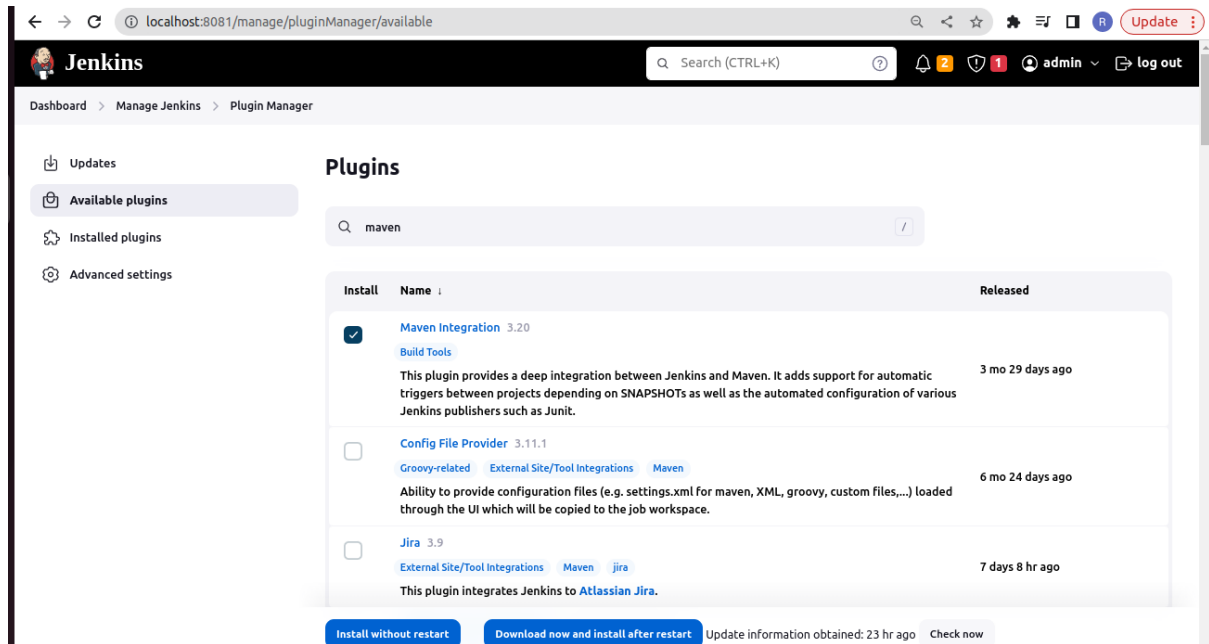 localhost:8081/manage/pluginManager/available
R
Update
Jenkins
Search (CTRL+K)
?
2
1
admin
log out
Dashboard > Manage Jenkins > Plugin Manager
Updates
Available plugins
Installed plugins
Advanced settings
Plugins
maven
/
Install Name ↓ Released
Maven Integration 3.20
Build Tools
This plugin provides a deep integration between Jenkins and Maven. It adds support for automatic
triggers between projects depending on SNAPSHOTs as well as the automated configuration of various
Jenkins publishers such as Junit.
3 mo 29 days ago
Config File Provider 3.11.1
Groovy-related External Site/Tool Integrations Maven
Ability to provide configuration files (e.g. settings.xml for maven, XML, groovy, custom files,...) loaded
through the UI which will be copied to the job workspace.
6 mo 24 days ago
Jira 3.9
External Site/Tool Integrations Maven jira
This plugin integrates Jenkins to Atlassian Jira.
7 days 8 hr ago
Install without restart Download now and install after restart Update information obtained: 23 hr ago Check now